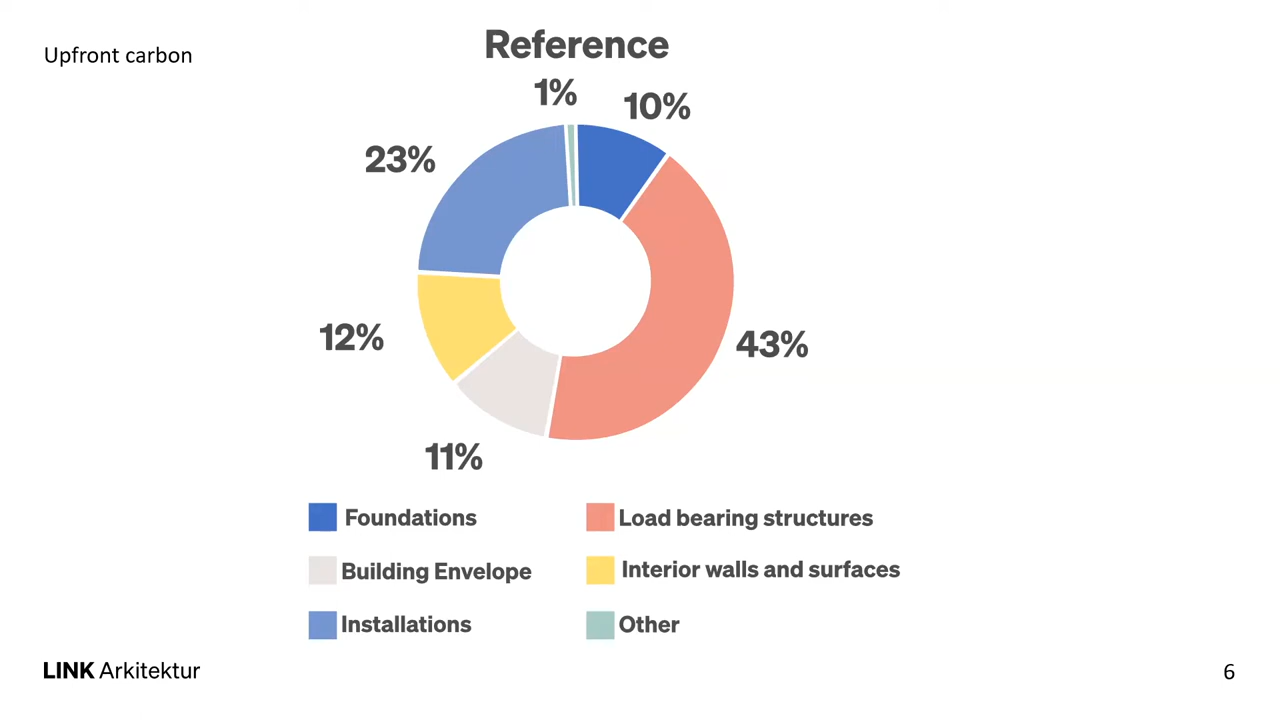 Upfront carbon
Reference
1%
10%
23%
12%
43%
11%
Foundations
Load bearing structures
Building Envelope
Interior walls and surfaces
Installations
Other
LINK Arkitektur
6